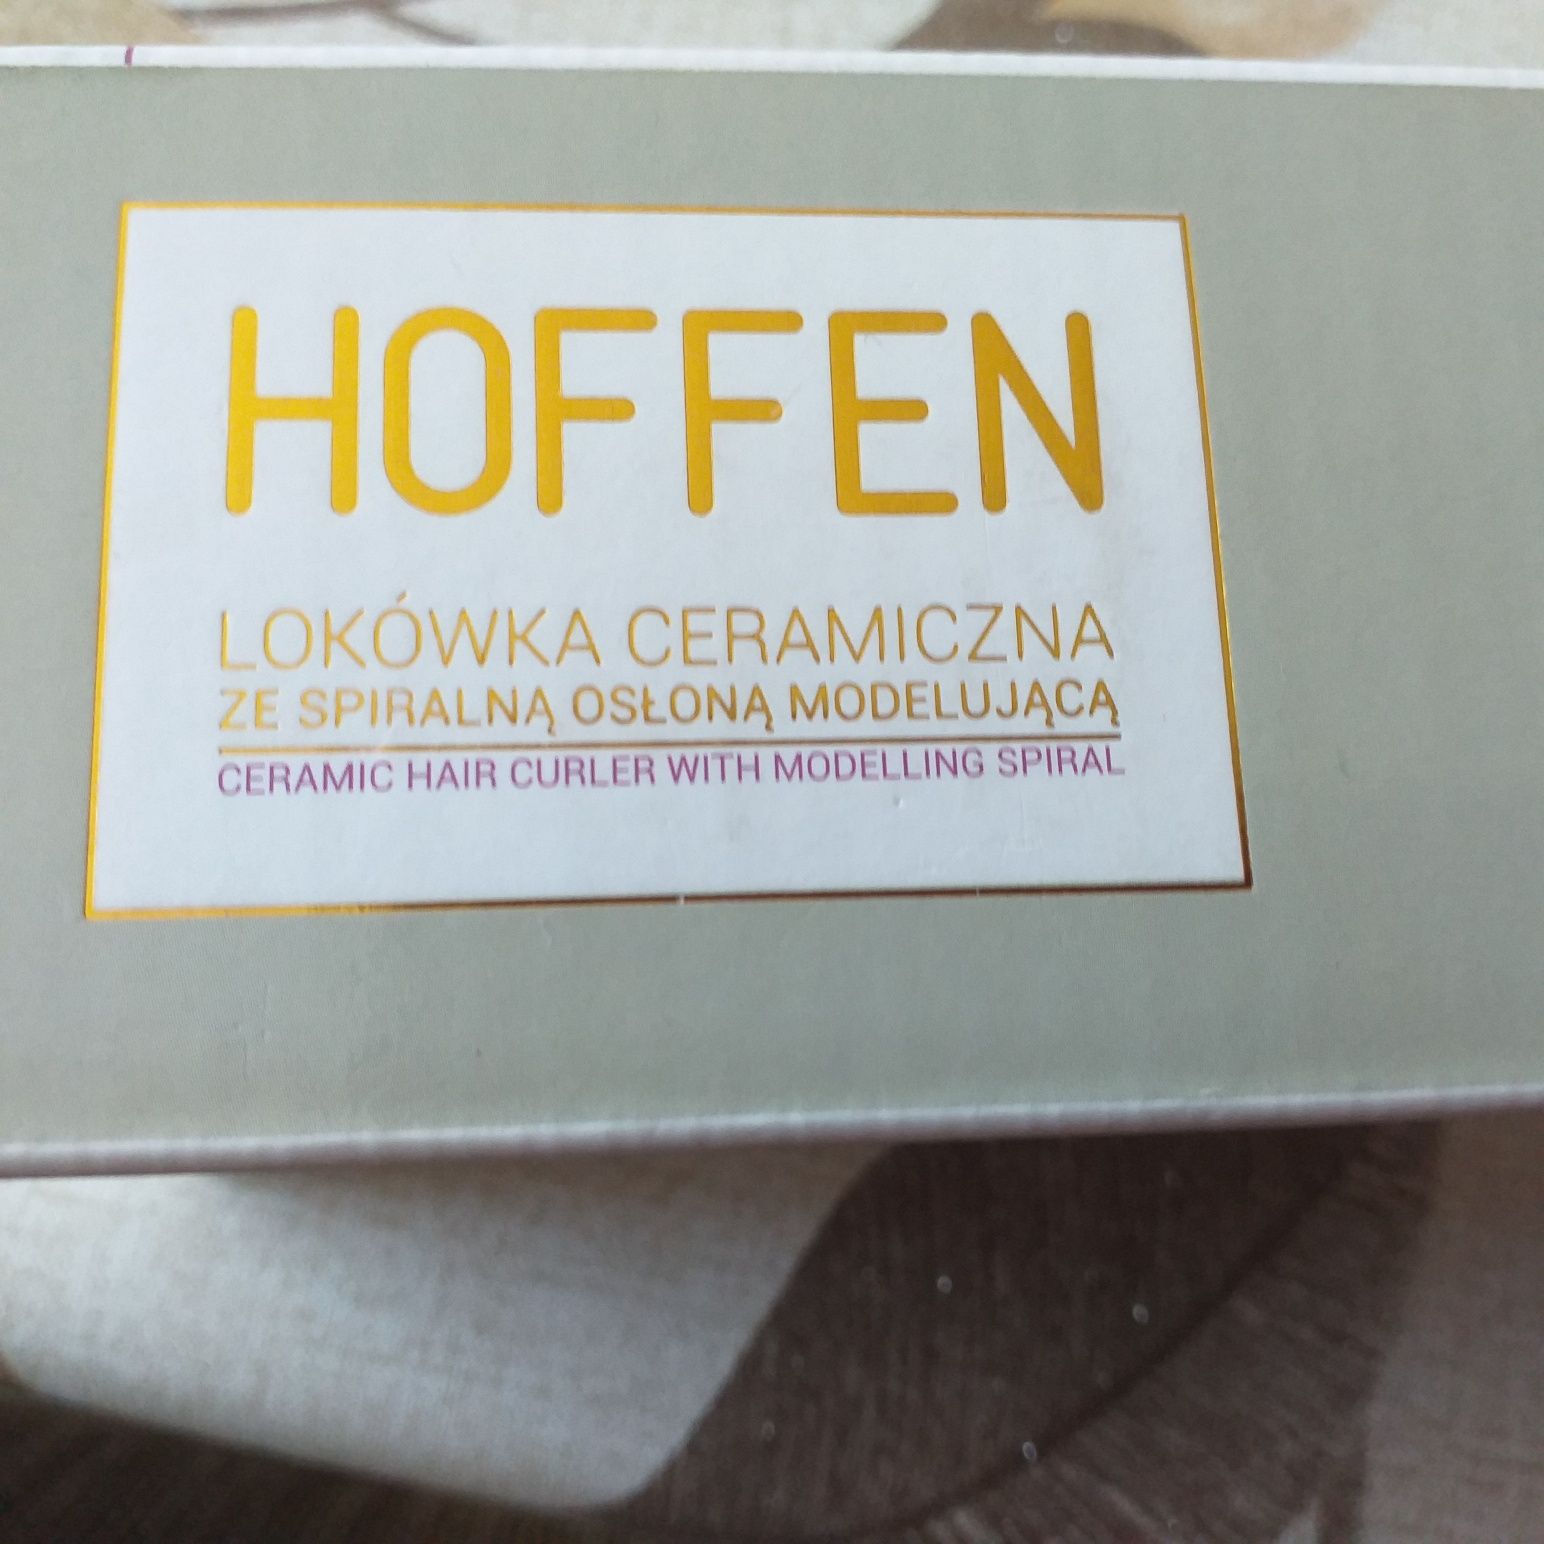 HOFFEN
LOKÓWKA CERAMICZNA
ZE SPIRALNĄ OSŁONĄ MODELUJĄCĄ
CERAMIC HAIR CURLER WITH MODELLING SPIRAL